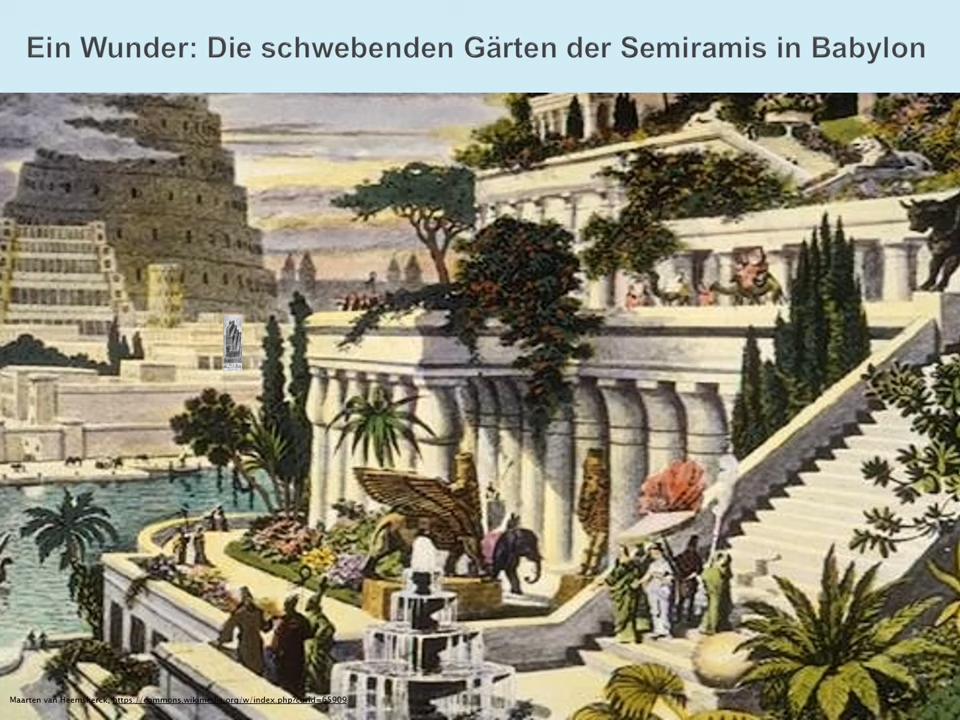 Ein Wunder: Die schwebenden Gärten der Semiramis in Babylon
Maarten van Heemskerck, https://commons.wikimedia.org/w/index.php?curid=65909